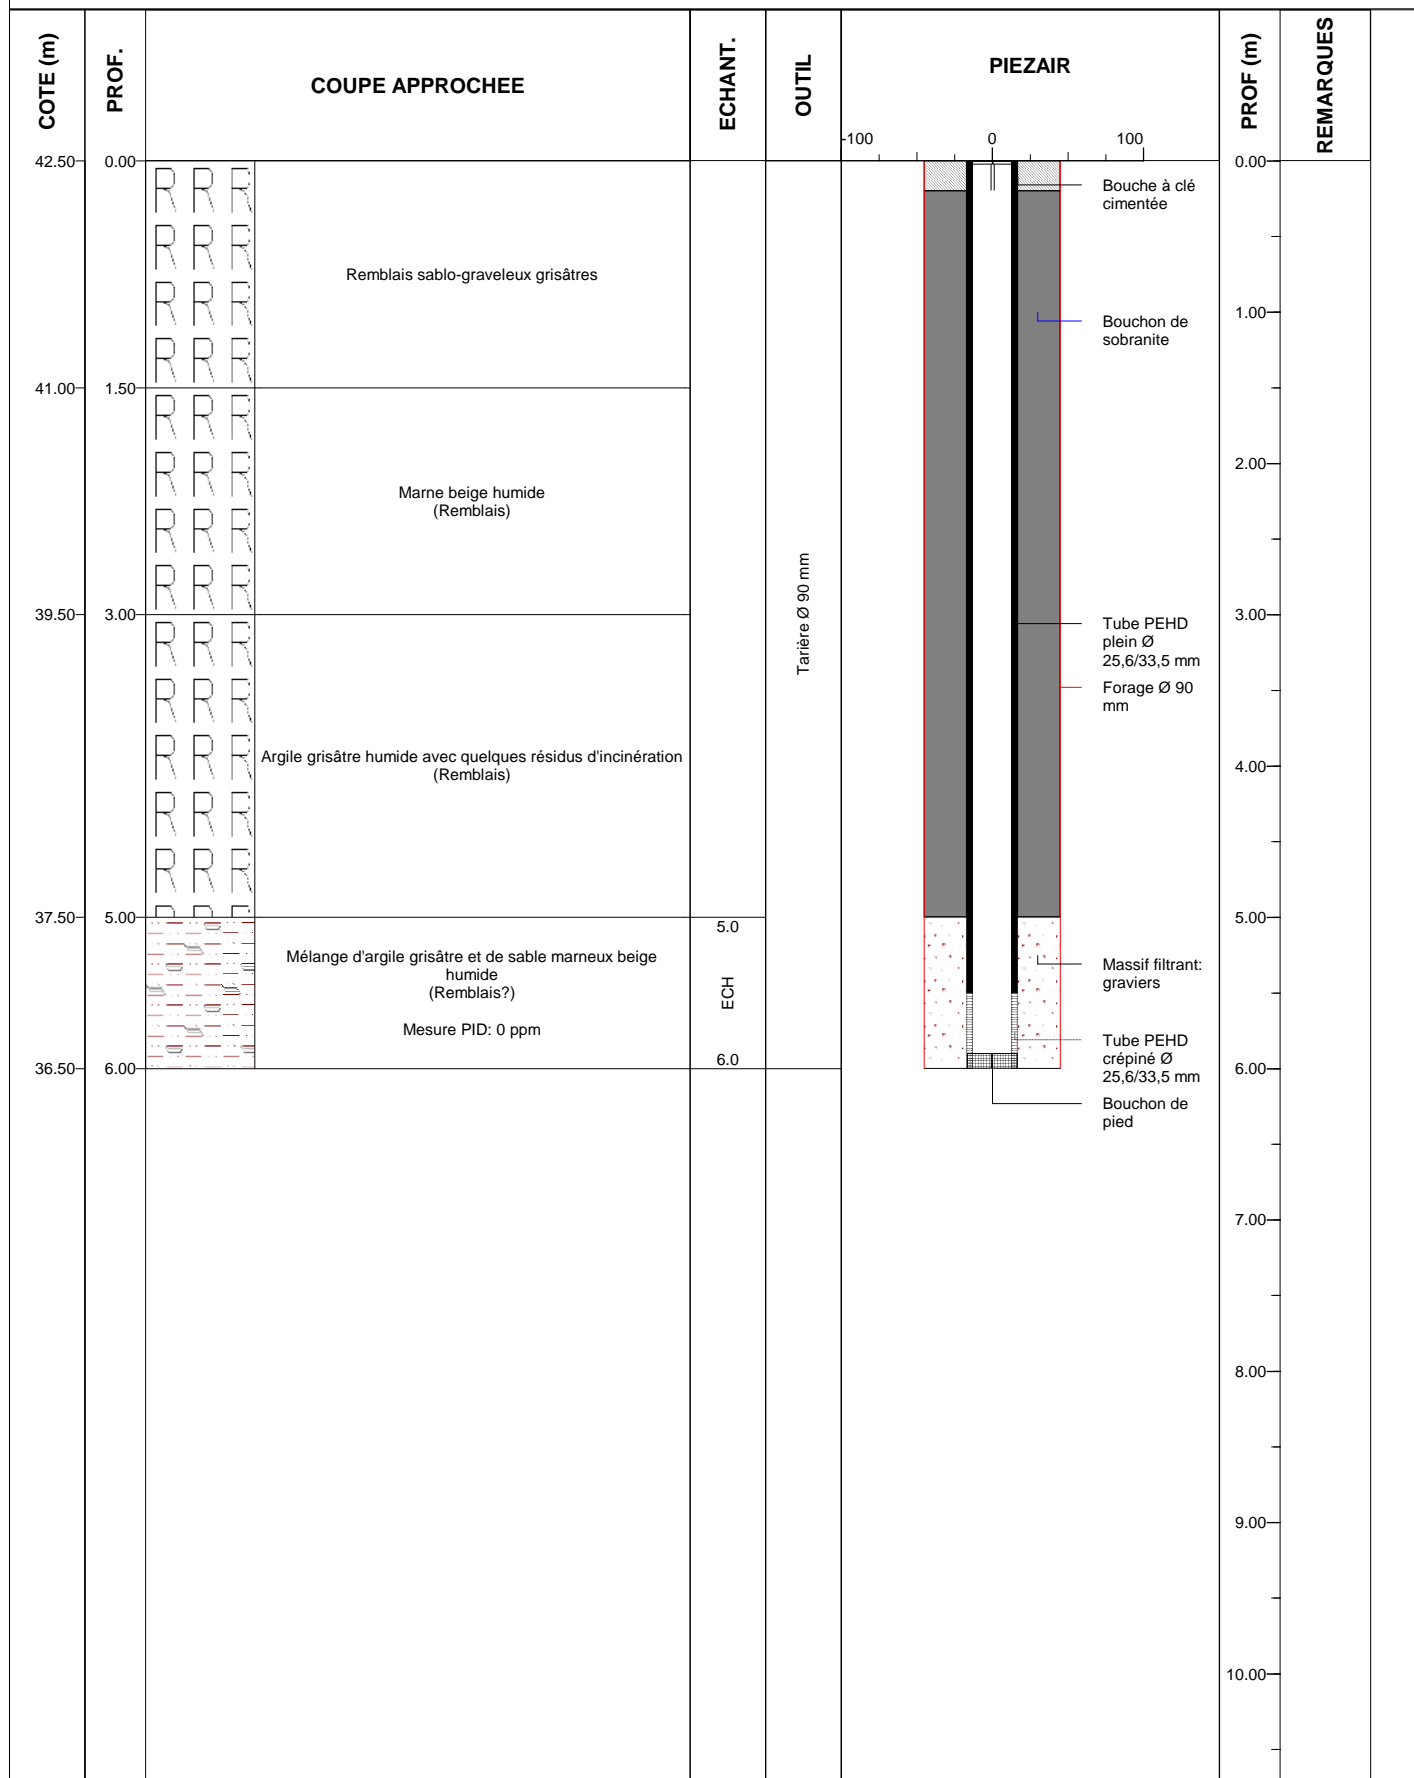 COTE (m)
PROF.
COUPE APPROCHEE
ECHANT.
OUTIL
PIEZAIR
PROF (m)
REMARQUES
-100
0
100
42.50
0.00
Remblais sablo-graveleux grisâtres
41.00
1.50
Marne beige humide
(Remblais)
39.50
3.00
Argile grisâtre humide avec quelques résidus d'incinération
(Remblais)
37.50
5.00
Mélange d'argile grisâtre et de sable marneux beige
humide
(Remblais?)
Mesure PID: 0 ppm
36.50
6.00
5.0
ECH
6.0
Tarière Ø 90 mm
Bouche à clé
cimentée
Bouchon de
sobranite
Tube PEHD
plein Ø
25,6/33,5 mm
Forage Ø 90
mm
Massif filtrant:
graviers
Tube PEHD
crépiné Ø
25,6/33,5 mm
Bouchon de
pied
0.00
1.00
2.00
3.00
4.00
5.00
6.00
7.00
8.00
9.00
10.00